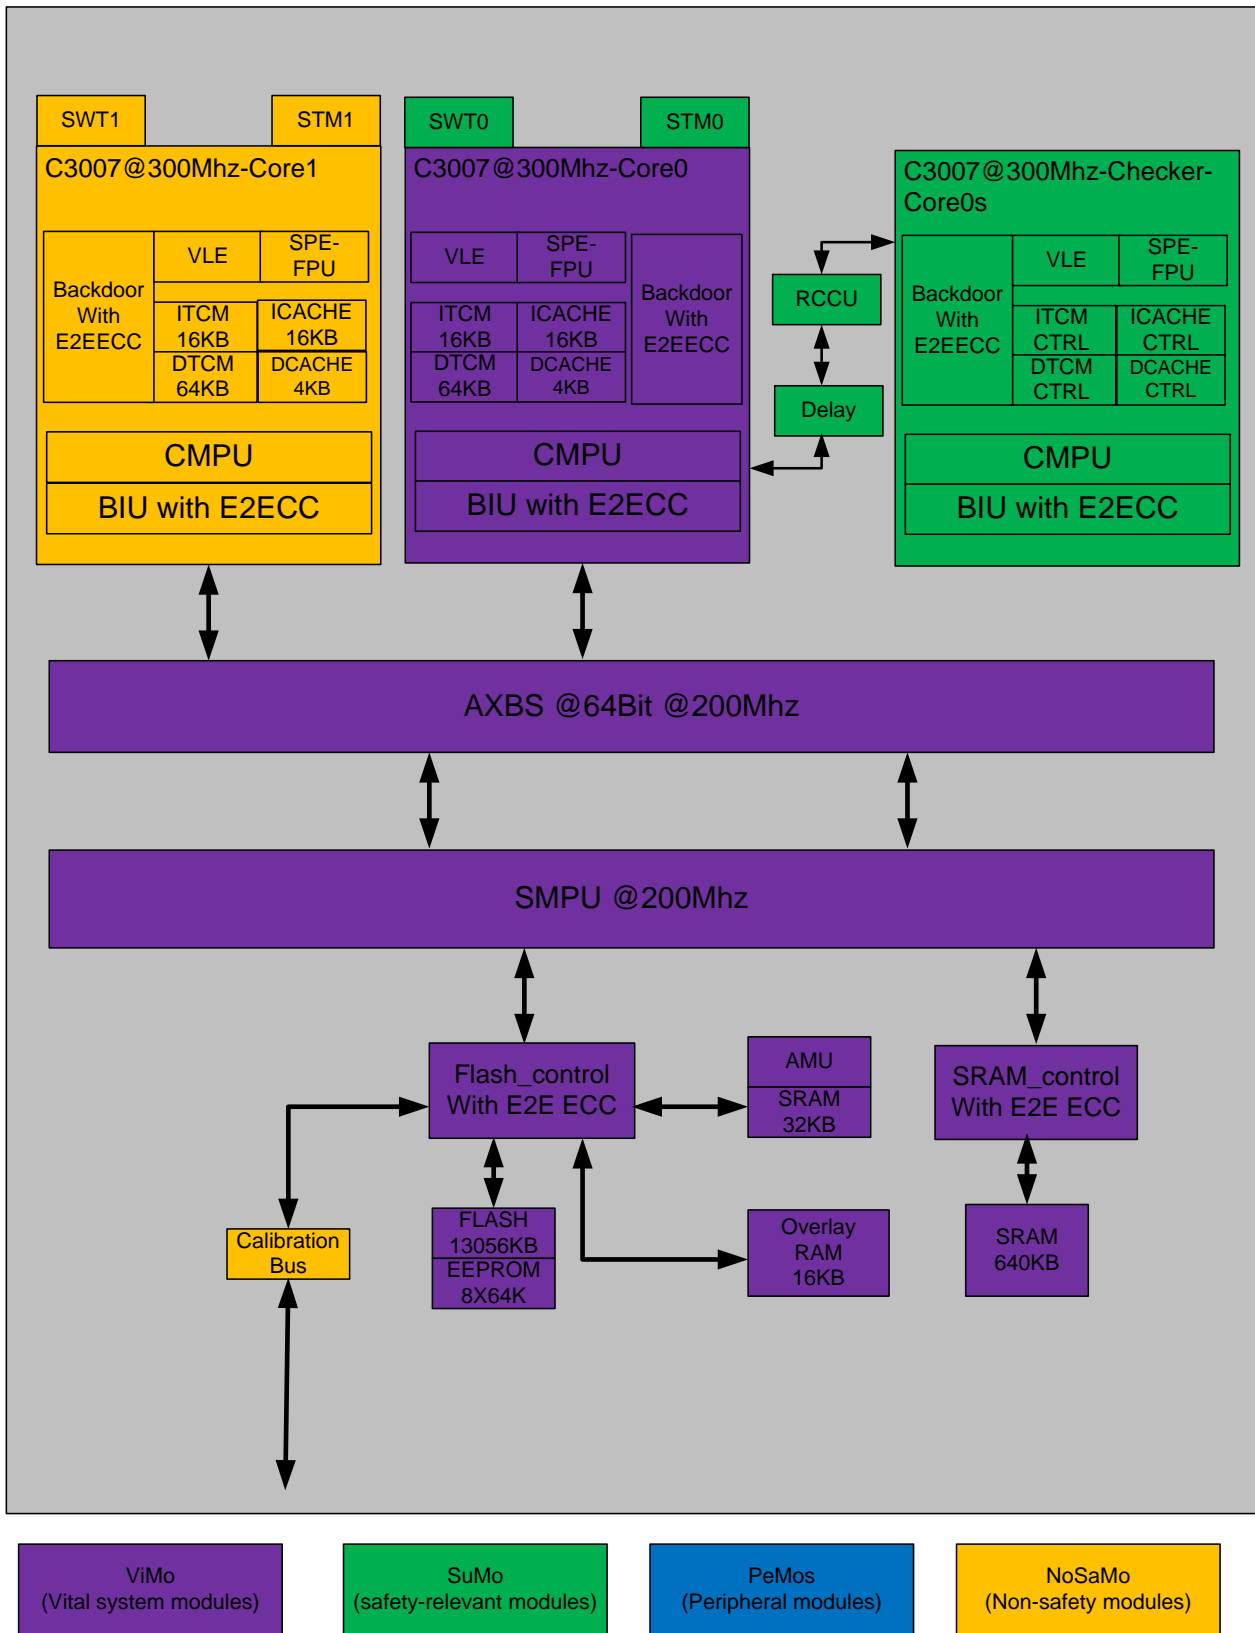 SWT1
STM1
C3007@300Mhz-Core1
Backdoor
With
E2EECC
VLE
SPE-
FPU
ITCM
16KB
ICACHE
16KB
DTCM
64KB
DCACHE
4KB
CMPU
BIU with E2ECC
SWT0
STM0
C3007@300Mhz-Core0
VLE
SPE-
FPU
ITCM
16KB
ICACHE
16KB
DTCM
64KB
DCACHE
4KB
Backdoor
With
E2EECC
CMPU
BIU with E2ECC
RCCU
Delay
C3007@300Mhz-Checker-
Core0s
Backdoor
With
E2EECC
VLE
SPE-
FPU
ITCM
CTRL
ICACHE
CTRL
DTCM
CTRL
DCACHE
CTRL
CMPU
BIU with E2ECC
AXBS @64Bit @200Mhz
SMPU @200Mhz
Flash_control
With E2E ECC
AMU
SRAM
32KB
SRAM_control
With E2E ECC
Calibration
Bus
FLASH
13056KB
EEPROM
8X64K
Overlay
RAM
16KB
SRAM
640KB
ViMo
(Vital system modules)
SuMo
(safety-relevant modules)
PeMos
(Peripheral modules)
NoSaMo
(Non-safety modules)